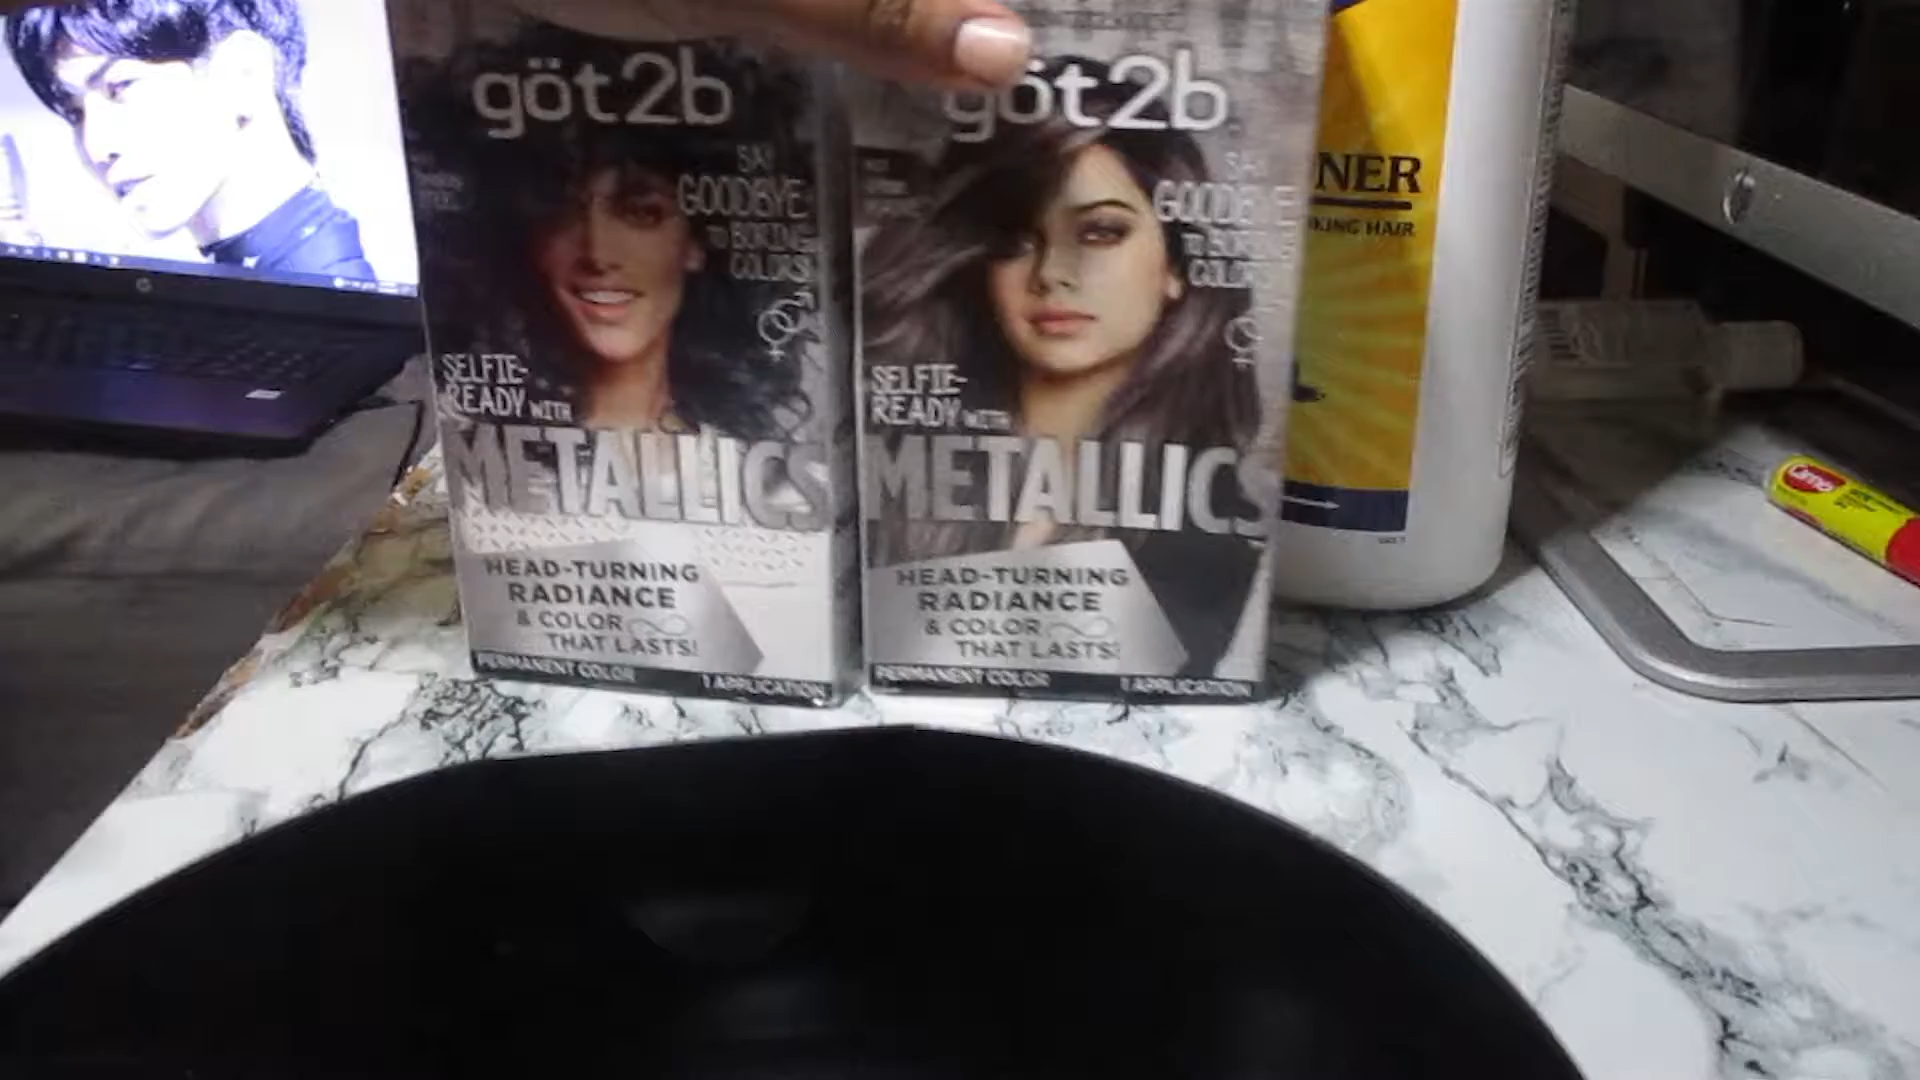 göt2b
SAY
GOODBYE
TO BORING
COLORS!
SELFIE-
READY WITH
METALLICS
HEAD-TURNING
RADIANCE
& COLOR
THAT LASTS!
PERMANENT COLOR
1 APPLICATION
göt2b
SAY
GOODBYE
TO BORING
COLORS!
SELFIE-
READY WITH
METALLICS
HEAD-TURNING
RADIANCE
& COLOR
THAT LASTS!
PERMANENT COLOR
1 APPLICATION
NER
KING HAIR
Carmex